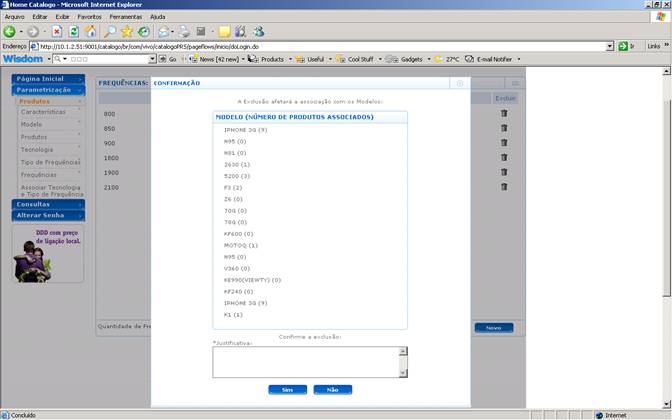 Home Catalogo - Microsoft Internet Explorer
Arquivo Editar Exibir Favoritos Ferramentas Ajuda
Endereço http://10.1.2.51:9001/catalogo/br/com/vivo/catalogoPRS/pageflows/inicio/doLogin.do Ir Links »
Wisdom Go News [42 new] Products Useful Cool Stuff Gadgets 27°C E-mail Notifier
Página Inicial
Parametrização
Produtos
Características
Modelo
Produtos
Tecnologia
Tipo de Frequências
Frequências
Associar Tecnologia
e Tipo de Frequência
Consultas
Alterar Senha
DDD com preço
de ligação local.
FREQUÊNCIAS:
Excluir
800
850
900
1800
1900
2100
Quantidade de Fre
Novo
CONFIRMAÇÃO
A Exclusão afetará a associação com os Modelos:
MODELO (NÚMERO DE PRODUTOS ASSOCIADOS)
IPHONE 3G (9)
N95 (0)
N81 (0)
2630 (1)
5200 (3)
F3 (2)
Z6 (0)
70G (0)
78G (0)
KF600 (0)
MOTOQ (1)
N95 (0)
V360 (0)
KE990(VIEWTY) (0)
KF240 (0)
IPHONE 3G (9)
K1 (1)
Confirme a exclusão:
*Justificativa:
Sim Não
Concluído Internet